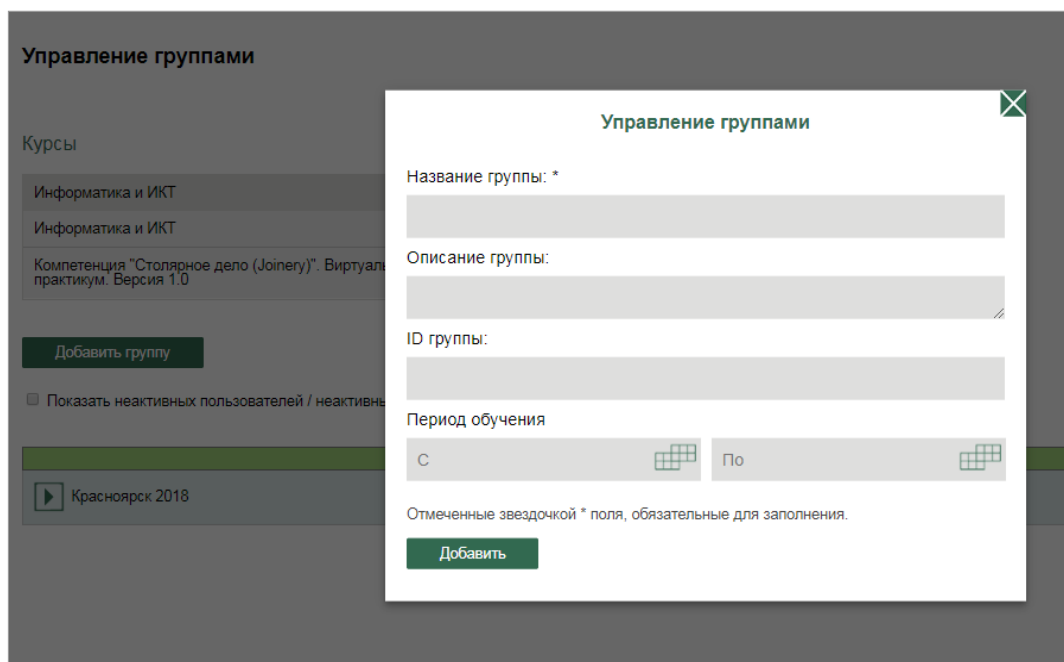 Управление группами
Курсы
Информатика и ИКТ
Информатика и ИКТ
Компетенция "Столярное дело (Joinery)". Виртуаль
практикум. Версия 1.0
Добавить группу
Показать неактивных пользователей / неактивнь
Красноярск 2018
Управление группами
Название группы: *
Описание группы:
ID группы:
Период обучения
С
По
Отмеченные звездочкой * поля, обязательные для заполнения.
Добавить